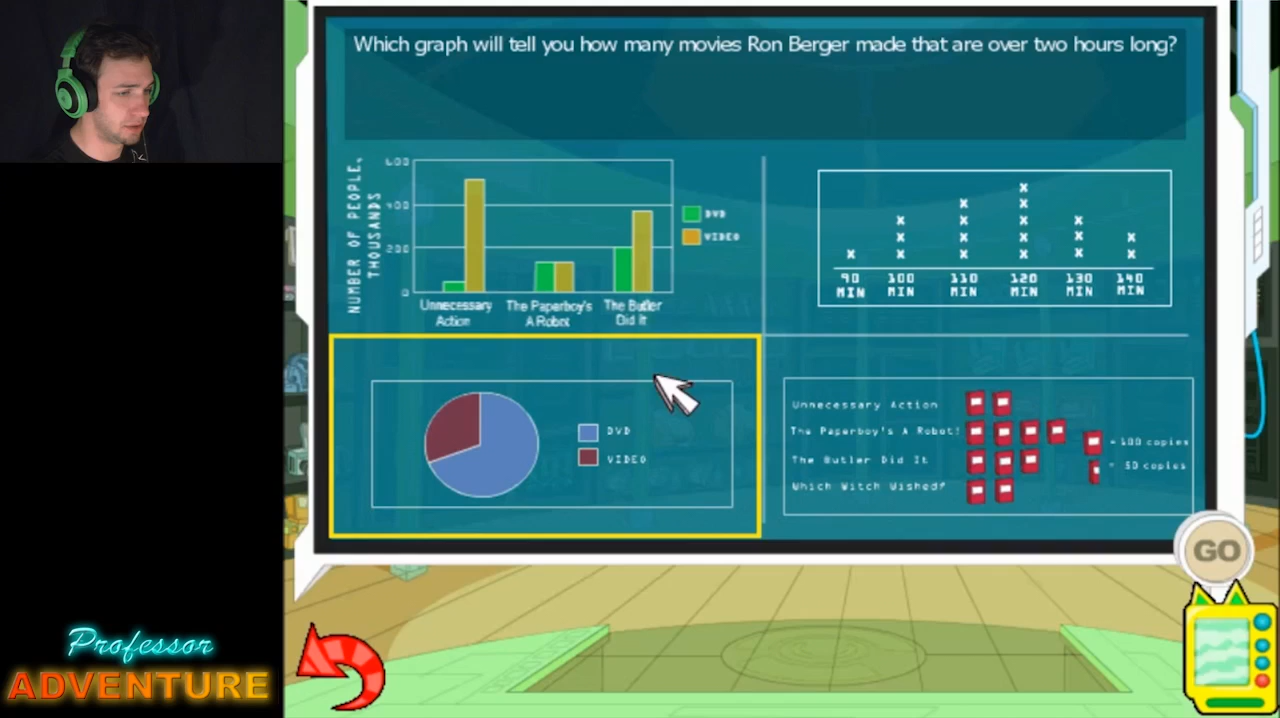 Which graph will tell you how many movies Ron Berger made that are over two hours long?
NUMBER OF PEOPLE,
THOUSANDS
600
400
200
0
Unnecessary
Action
The Paperboy's
A Robot
The Butler
Did It
DVD
VIDEO
x
x x
x x x x
x x x x x
x x x x x x
90
MIN
100
MIN
110
MIN
120
MIN
130
MIN
140
MIN
DVD
VIDEO
Unnecessary Action
The Paperboy's A Robot!
The Butler Did It
Which Witch Wished?
= 100 copies
= 50 copies
GO
Professor
ADVENTURE